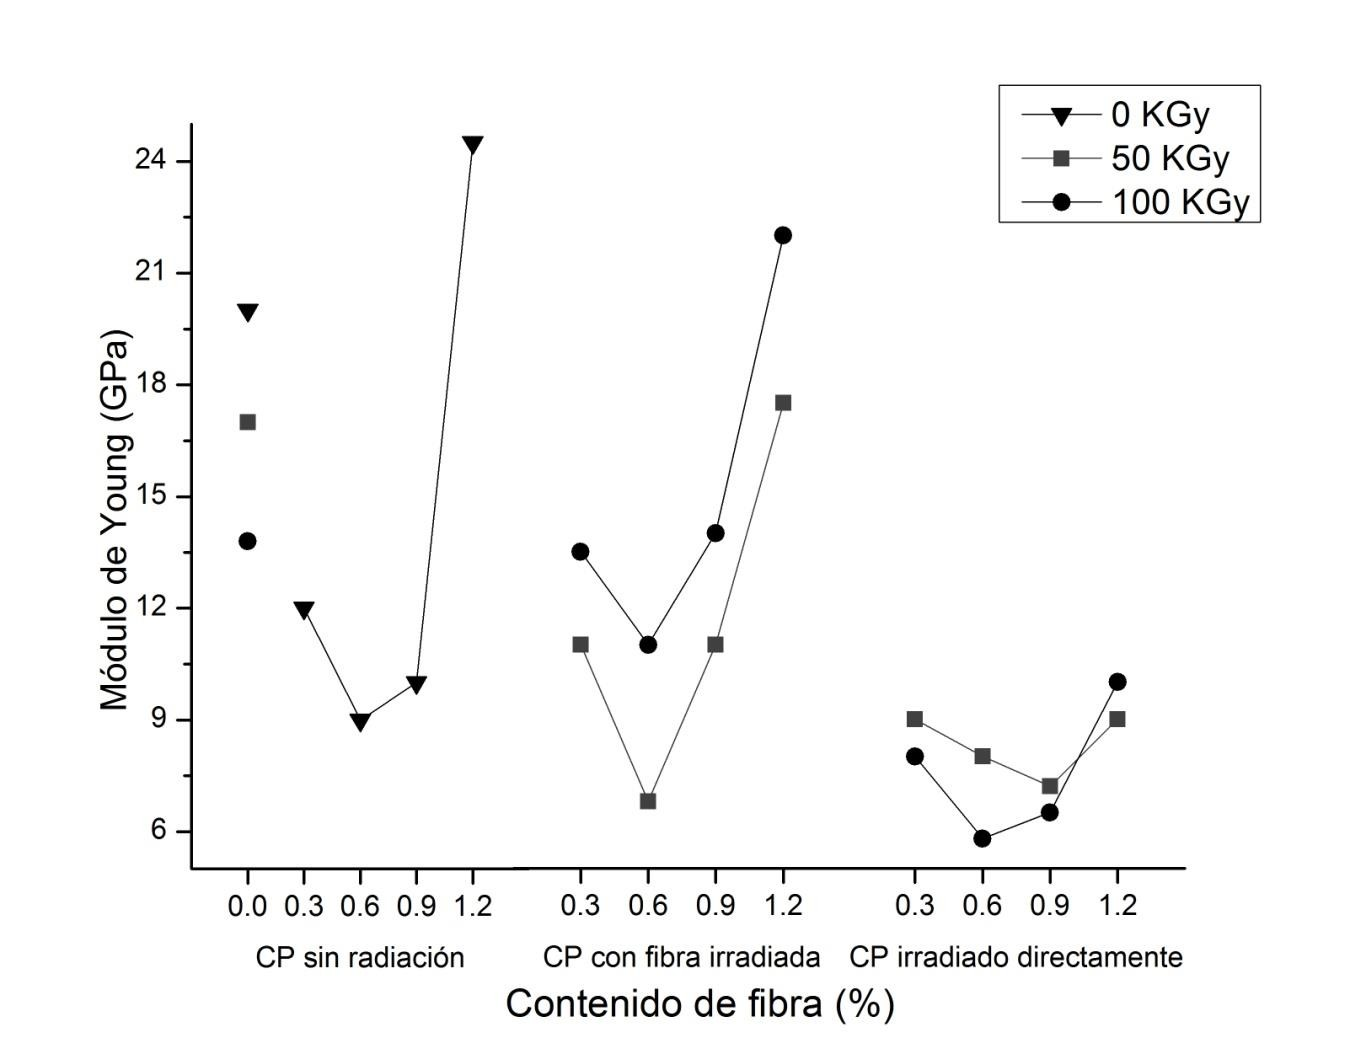 0 KGy
50 KGy
100 KGy
Módulo de Young (GPa)
24
21
18
15
12
9
6
0.0 0.3 0.6 0.9 1.2 0.3 0.6 0.9 1.2 0.3 0.6 0.9 1.2
CP sin radiación CP con fibra irradiada CP irradiado directamente
Contenido de fibra (%)